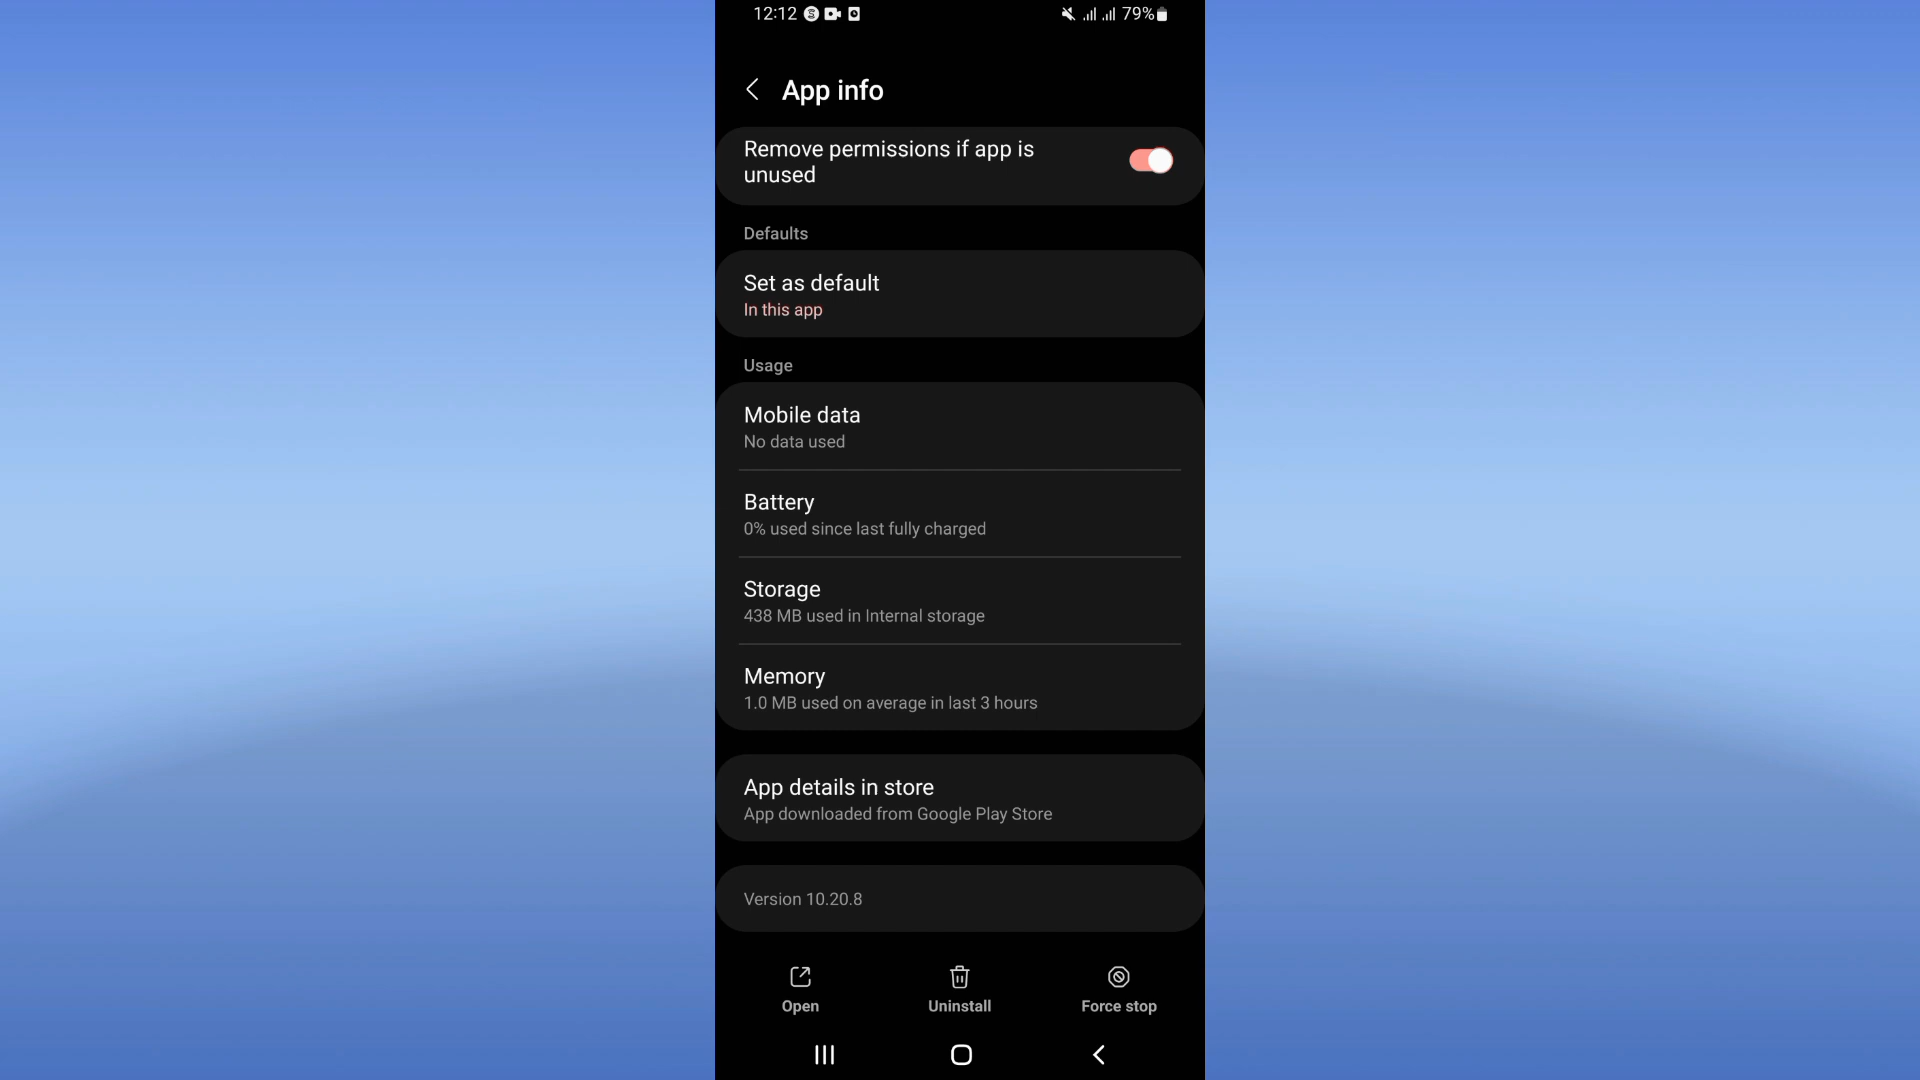 12:12 79%
App info
Remove permissions if app is
unused
Defaults
Set as default
In this app
Usage
Mobile data
No data used
Battery
0% used since last fully charged
Storage
438 MB used in Internal storage
Memory
1.0 MB used on average in last 3 hours
App details in store
App downloaded from Google Play Store
Version 10.20.8
Open Uninstall Force stop